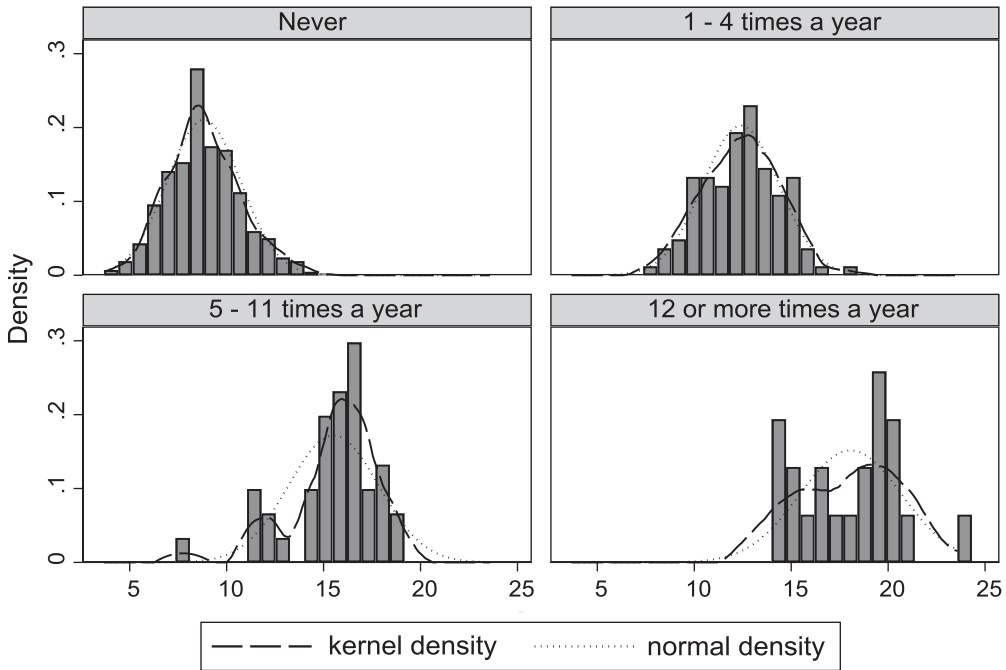 Never
1 - 4 times a year
.3
.2
.1
0
5 - 11 times a year
12 or more times a year
.3
.2
.1
0
Density
5 10 15 20 25
5 10 15 20 25
kernel density normal density